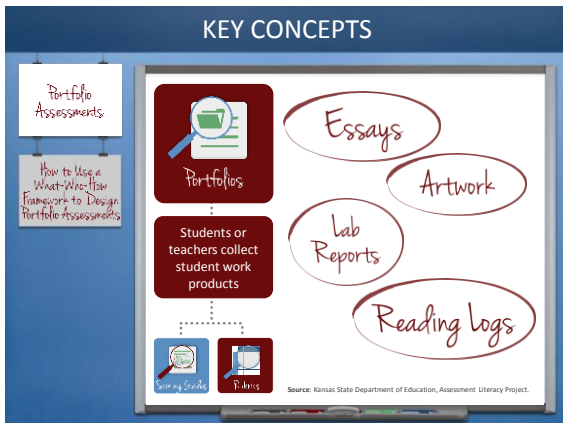 KEY CONCEPTS
Portfolio
Assessments
How to Use a
What-Who-How
Framework to Design
Portfolio Assessments
Portfolios
Students or
teachers collect
student work
products
Scoring Guides
Rubrics
Essays
Artwork
Lab
Reports
Reading Logs
Source: Kansas State Department of Education, Assessment Literacy Project.